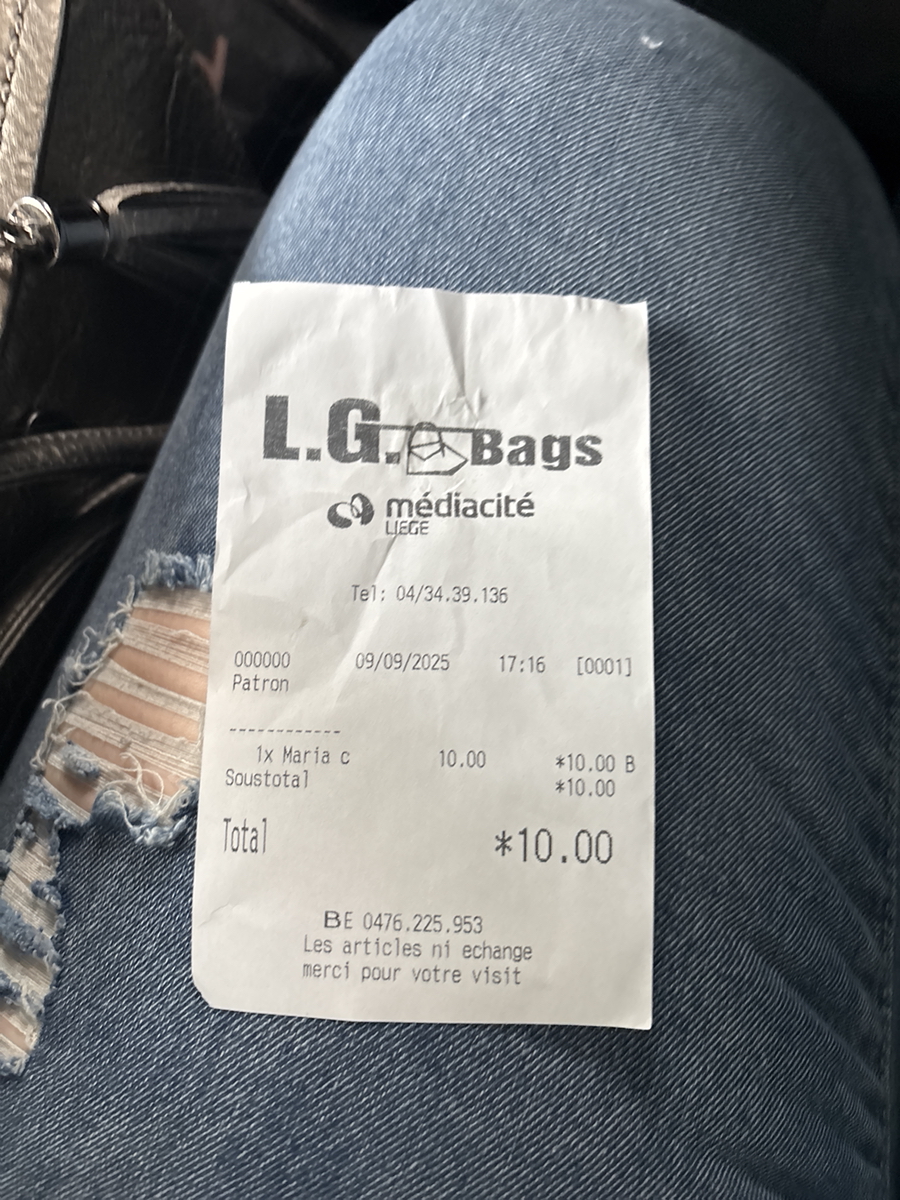 L.G. Bags
médiacité
LIEGE
Tel: 04/34.39.136
000000 09/09/2025 17:16 [0001]
Patron
------------
1x Maria c 10.00 *10.00 B
Soustotal *10.00
Total *10.00
BE 0476.225.953
Les articles ni echange
merci pour votre visit